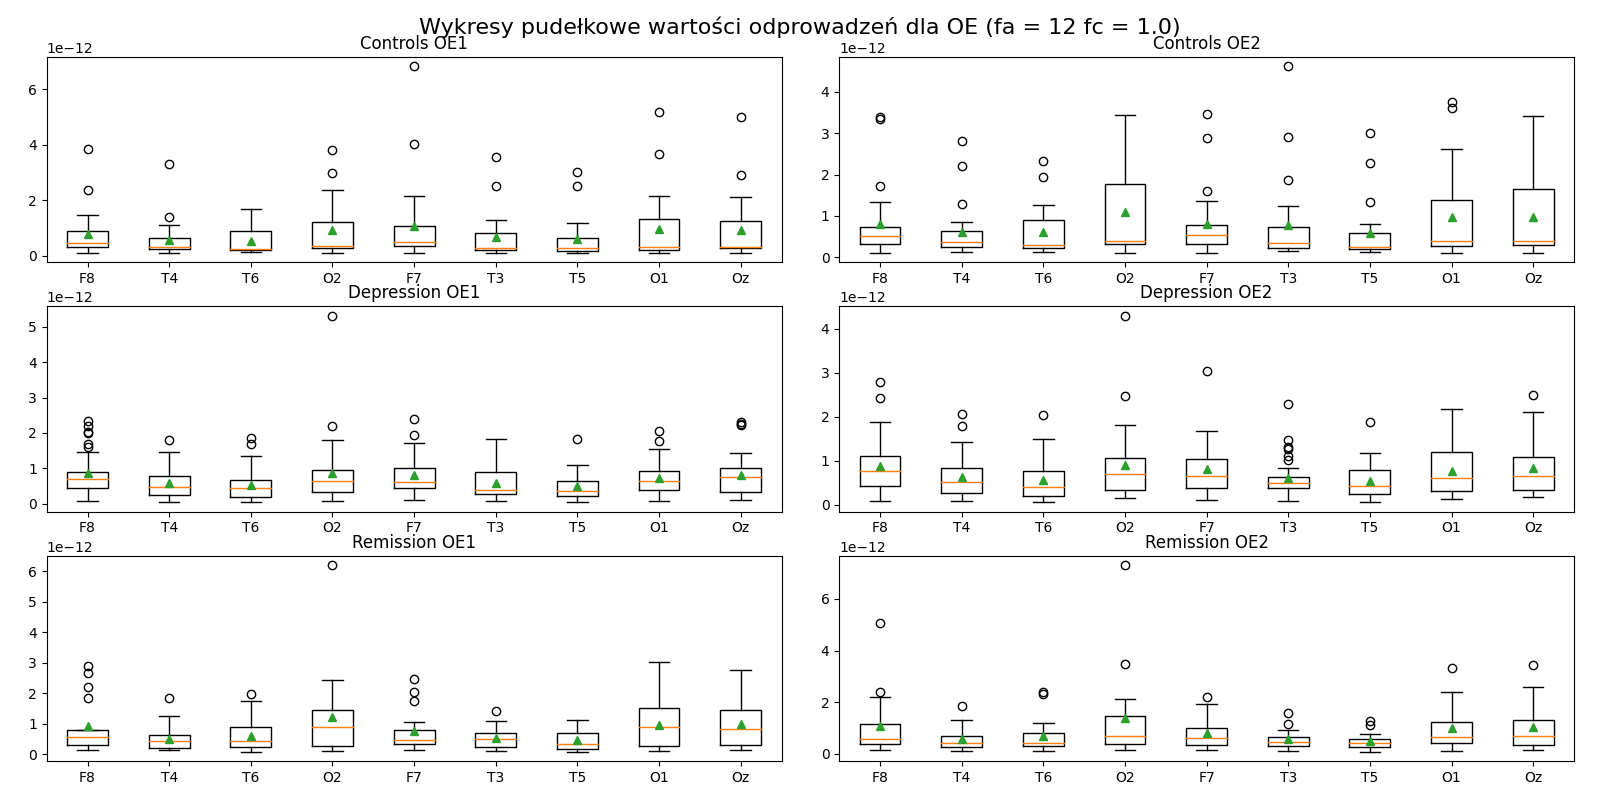 Wykresy pudełkowe wartości odprowadzeń dla OE (fa = 12 fc = 1.0)
Controls OE1
1e−12
6
4
2
0
F8 T4 T6 O2 F7 T3 T5 O1 Oz
Controls OE2
1e−12
4
3
2
1
0
F8 T4 T6 O2 F7 T3 T5 O1 Oz
Depression OE1
1e−12
5
4
3
2
1
0
F8 T4 T6 O2 F7 T3 T5 O1 Oz
Depression OE2
1e−12
4
3
2
1
0
F8 T4 T6 O2 F7 T3 T5 O1 Oz
Remission OE1
1e−12
6
5
4
3
2
1
0
F8 T4 T6 O2 F7 T3 T5 O1 Oz
Remission OE2
1e−12
6
4
2
0
F8 T4 T6 O2 F7 T3 T5 O1 Oz